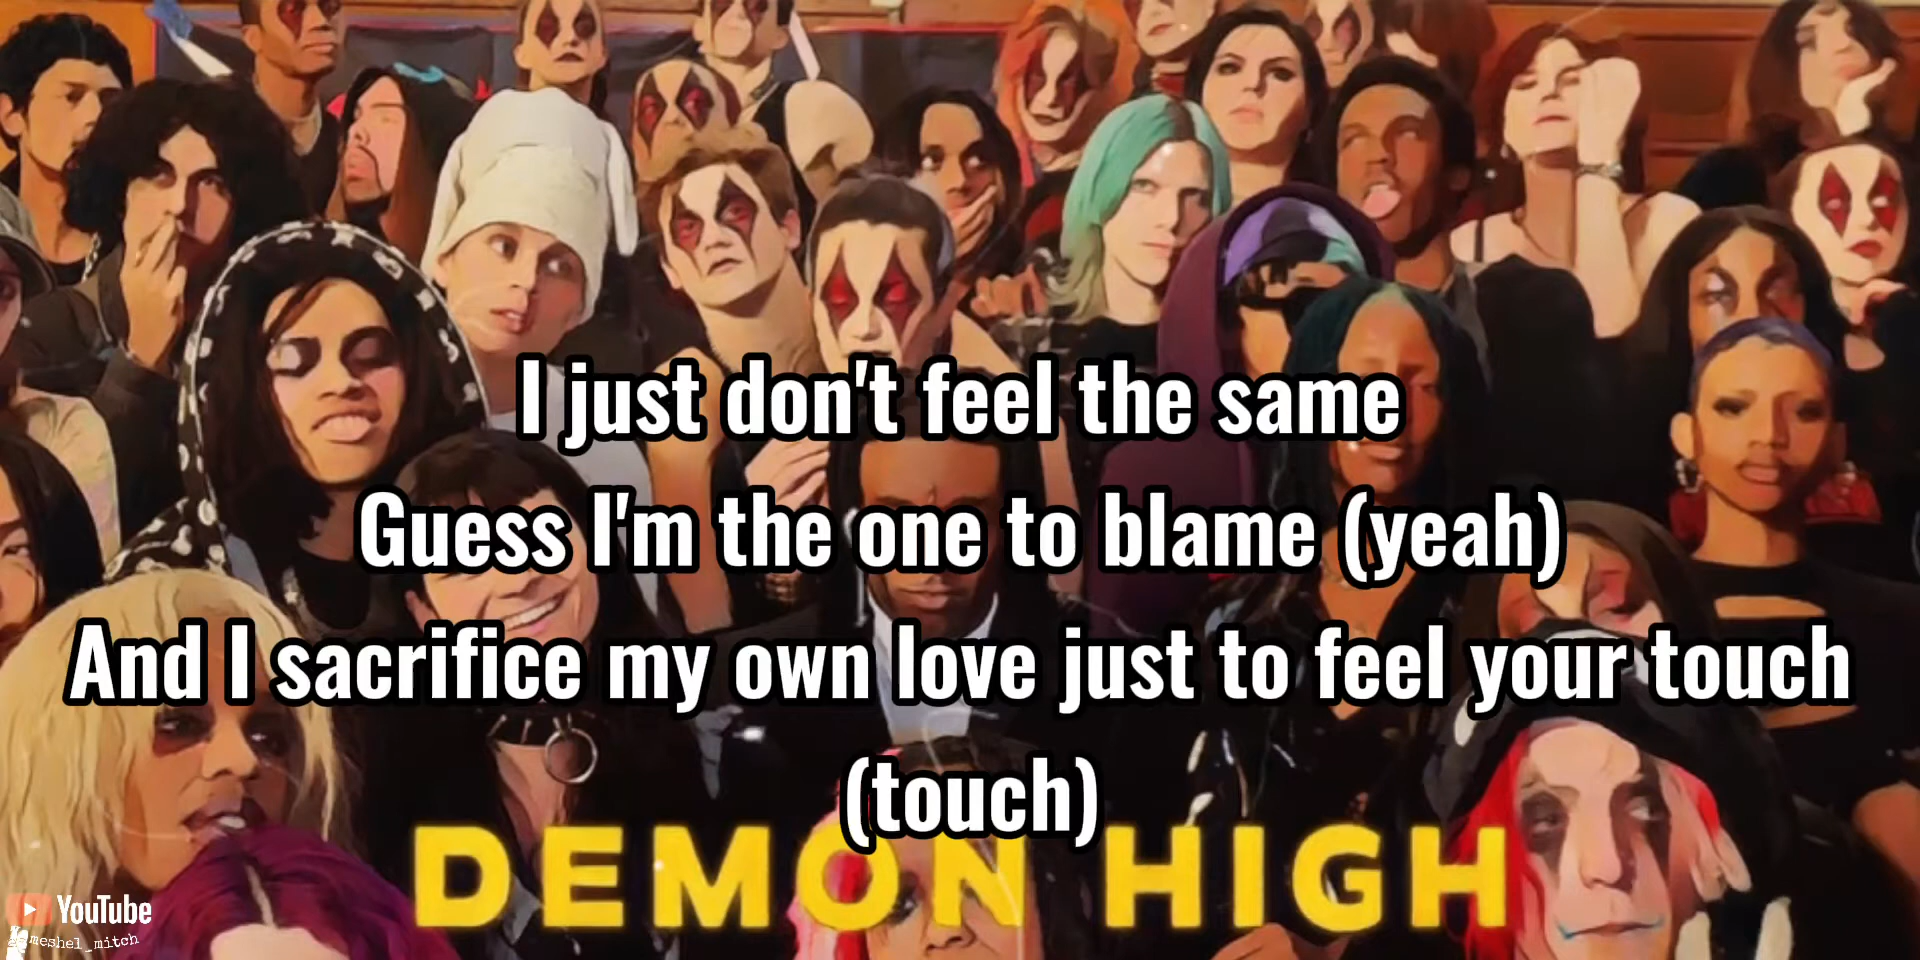 I just don't feel the same
Guess I'm the one to blame (yeah)
And I sacrifice my own love just to feel your touch
(touch)
DEMON HIGH
YouTube
meshel_mitch